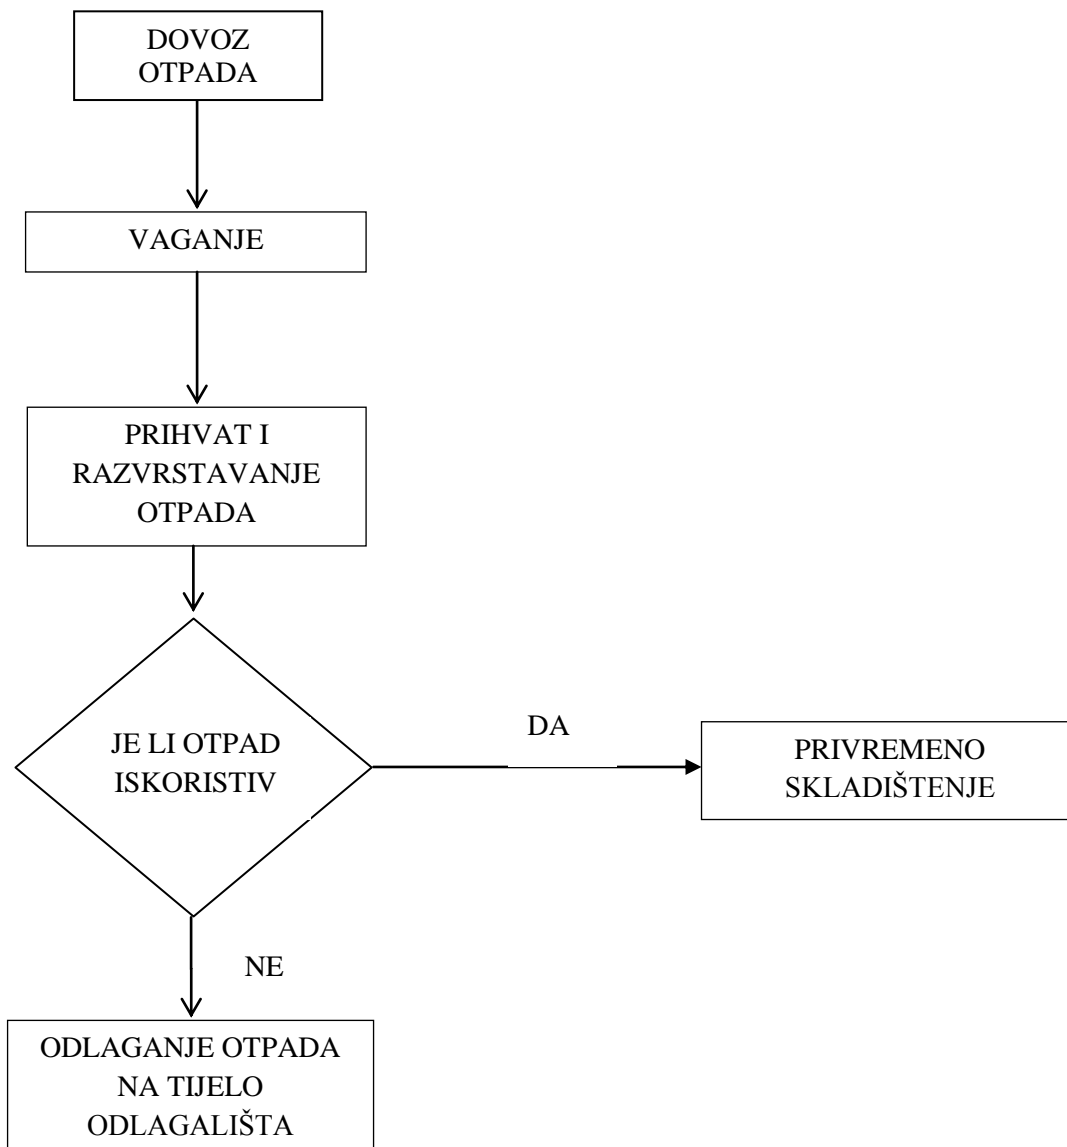 DOVOZ
OTPADA
VAGANJE
PRIHVAT I
RAZVRSTAVANJE
OTPADA
JE LI OTPAD
ISKORISTIV
DA
PRIVREMENO
SKLADIŠTENJE
NE
ODLAGANJE OTPADA
NA TIJELO
ODLAGALIŠTA